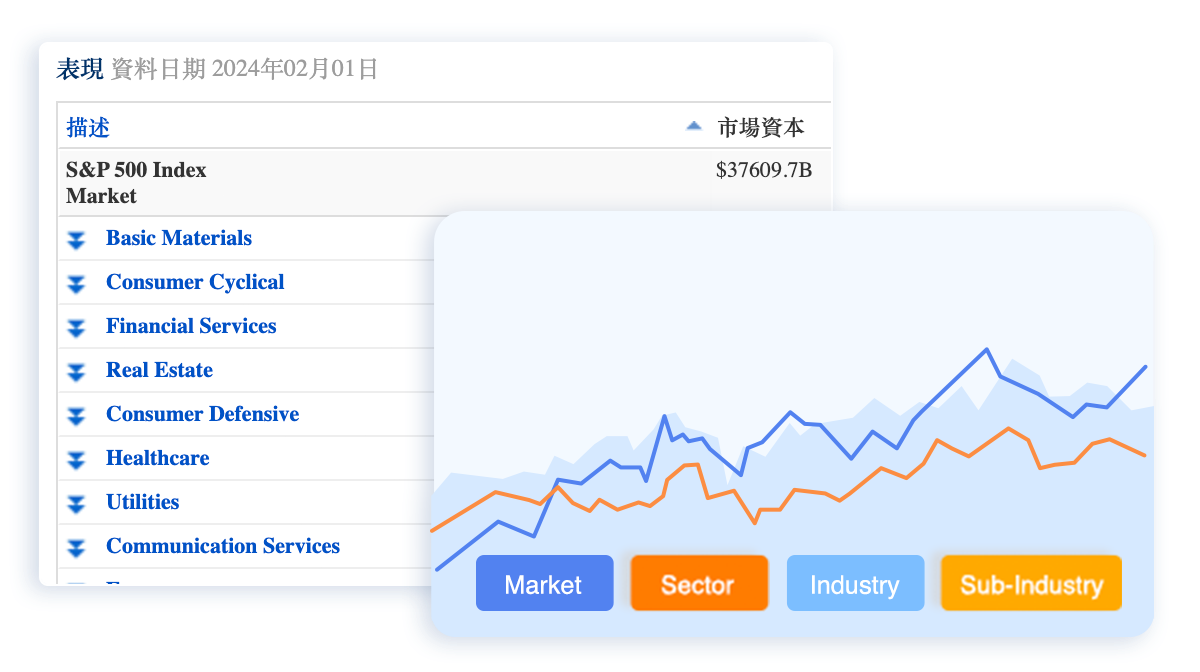 表現 資料日期 2024年02月01日
描述 市場資本
S&P 500 Index $37609.7B
Market
Basic Materials
Consumer Cyclical
Financial Services
Real Estate
Consumer Defensive
Healthcare
Utilities
Communication Services
Market Sector Industry Sub-Industry